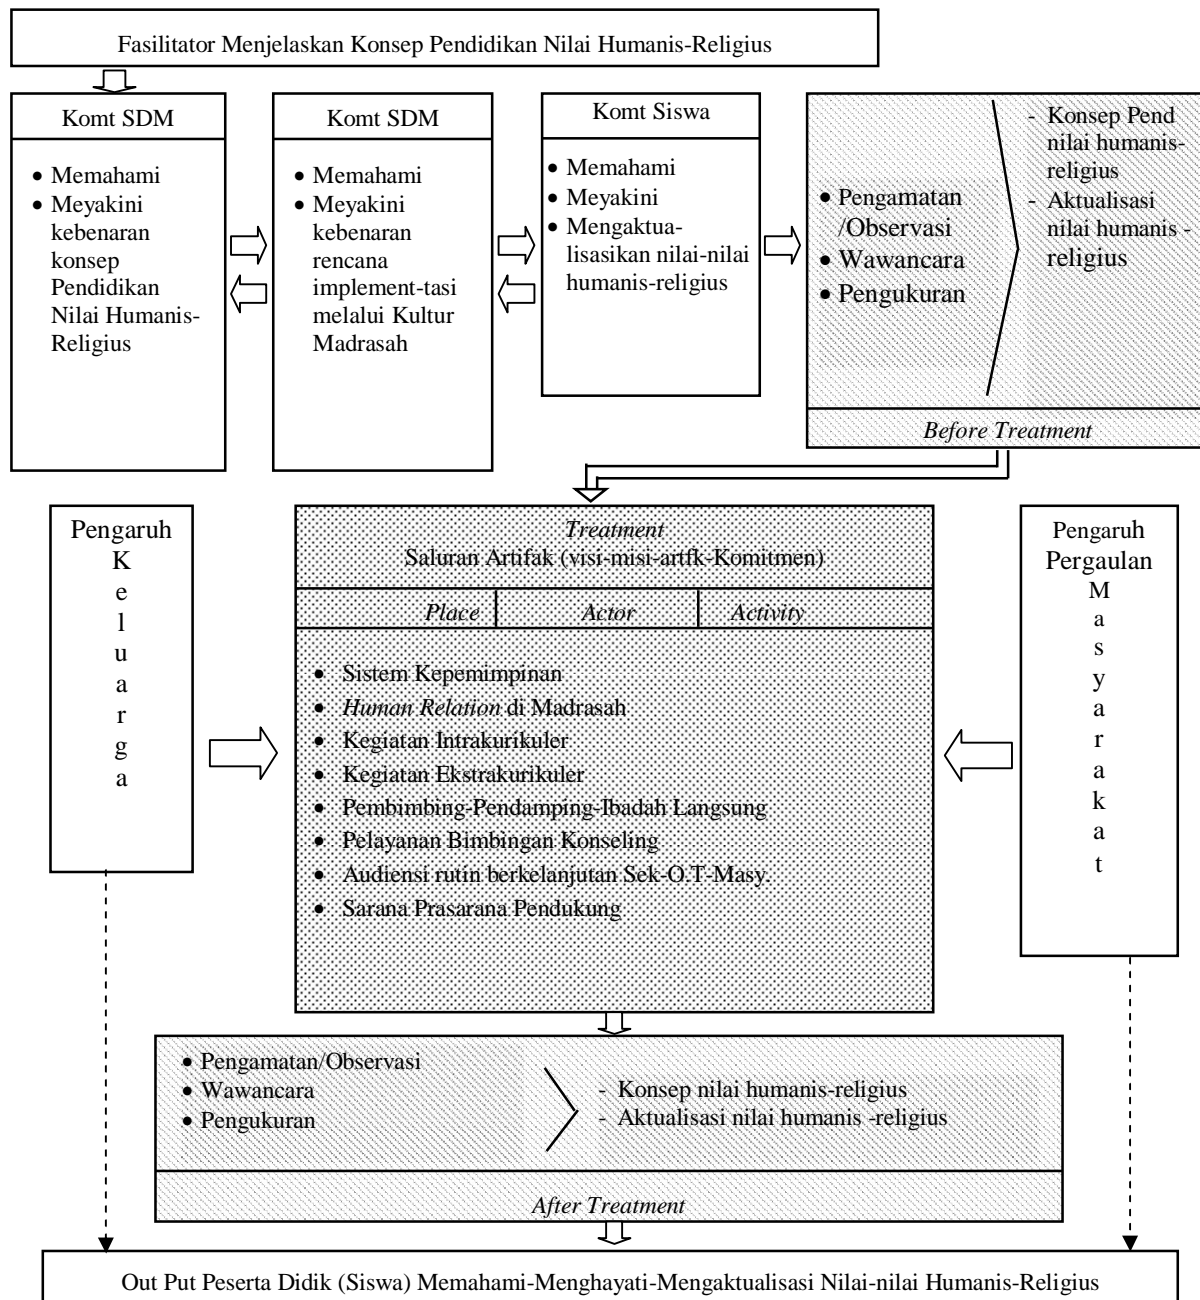 Fasilitator Menjelaskan Konsep Pendidikan Nilai Humanis-Religius
Komt SDM
• Memahami
• Meyakini
kebenaran
konsep
Pendidikan
Nilai Humanis-
Religius
Komt SDM
• Memahami
• Meyakini
kebenaran
rencana
implement-tasi
melalui Kultur
Madrasah
Komt Siswa
• Memahami
• Meyakini
• Mengaktua-
lisasikan nilai-nilai
humanis-religius
• Pengamatan
/Observasi
• Wawancara
• Pengukuran
- Konsep Pend
nilai humanis-
religius
- Aktualisasi
nilai humanis -
religius
Before Treatment
Pengaruh
K
e
l
u
a
r
g
a
Treatment
Saluran Artifak (visi-misi-artfk-Komitmen)
Place Actor Activity
• Sistem Kepemimpinan
• Human Relation di Madrasah
• Kegiatan Intrakurikuler
• Kegiatan Ekstrakurikuler
• Pembimbing-Pendamping-Ibadah Langsung
• Pelayanan Bimbingan Konseling
• Audiensi rutin berkelanjutan Sek-O.T-Masy.
• Sarana Prasarana Pendukung
Pengaruh
Pergaulan
M
a
s
y
a
r
a
k
a
t
• Pengamatan/Observasi
• Wawancara
• Pengukuran
- Konsep nilai humanis-religius
- Aktualisasi nilai humanis -religius
After Treatment
Out Put Peserta Didik (Siswa) Memahami-Menghayati-Mengaktualisasi Nilai-nilai Humanis-Religius